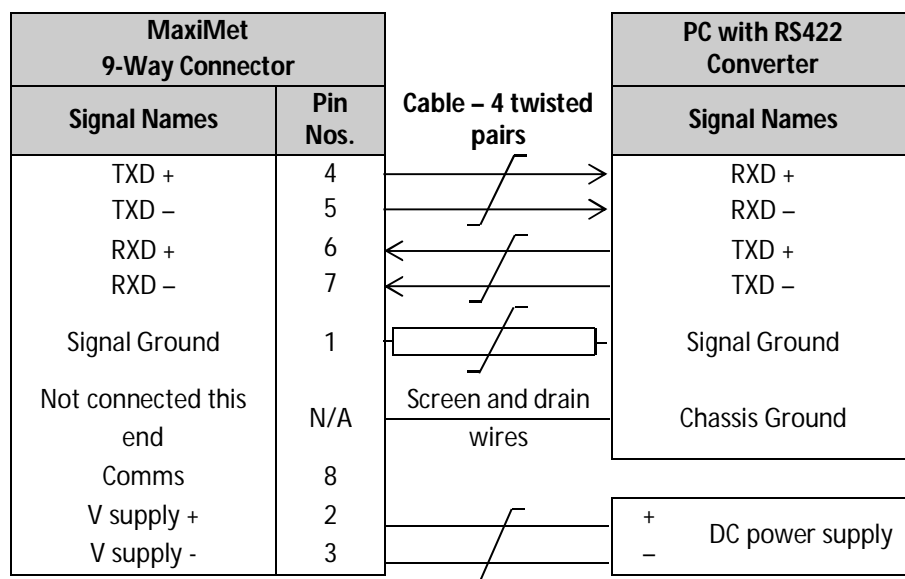 MaxiMet
9-Way Connector
PC with RS422
Converter
Signal Names
Pin
Nos.
Cable – 4 twisted
pairs
Signal Names
TXD + 4 RXD +
TXD – 5 RXD –
RXD + 6 TXD +
RXD – 7 TXD –
Signal Ground 1 Signal Ground
Not connected this
end
N/A
Screen and drain
wires
Chassis Ground
Comms 8
V supply + 2 +
V supply - 3 –
DC power supply